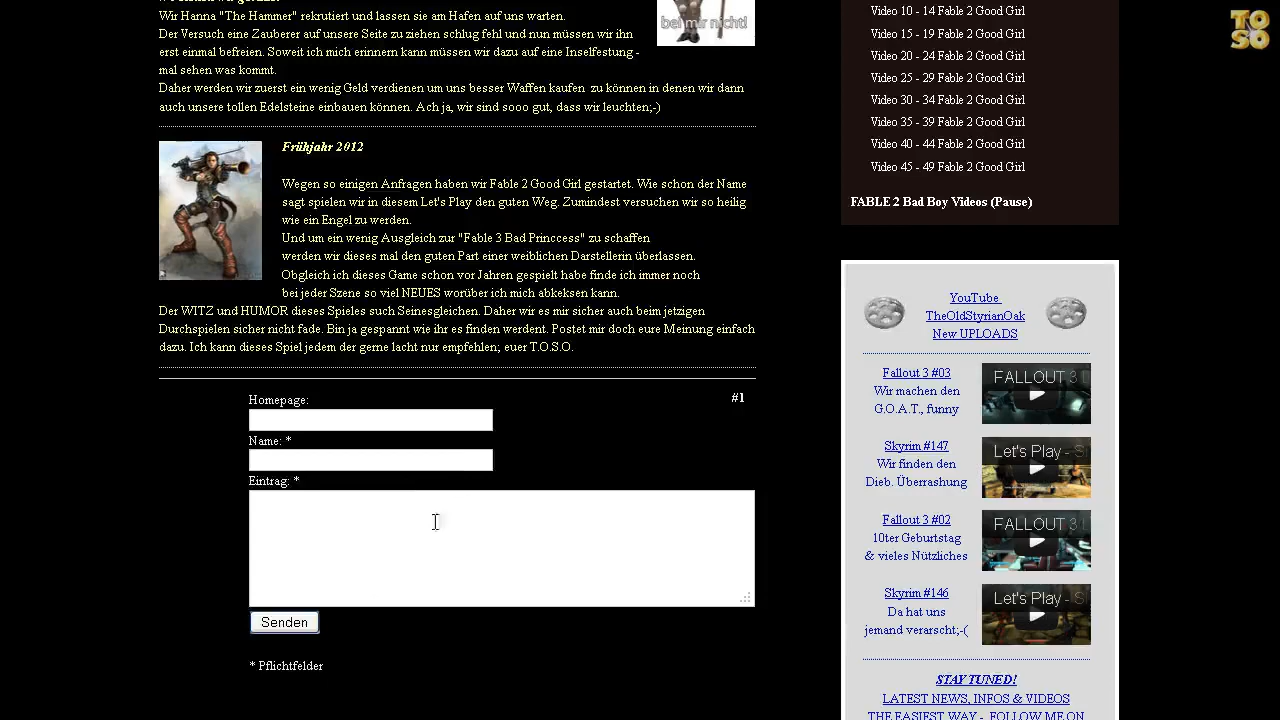 bei mir nicht!
Wir Hanna "The Hammer" rekrutiert und lassen sie am Hafen auf uns warten.
Der Versuch eine Zauberer auf unsere Seite zu ziehen schlug fehl und nun müssen wir ihn
erst einmal befreien. Soweit ich mich erinnern kann müssen wir dazu auf eine Inselfestung -
mal sehen was kommt.
Daher werden wir zuerst ein wenig Geld verdienen um uns besser Waffen kaufen zu können in denen wir dann
auch unsere tollen Edelsteine einbauen können. Ach ja, wir sind sooo gut, dass wir leuchten;-)
Frühjahr 2012
Wegen so einigen Anfragen haben wir Fable 2 Good Girl gestartet. Wie schon der Name
sagt spielen wir in diesem Let's Play den guten Weg. Zumindest versuchen wir so heilig
wie ein Engel zu werden.
Und um ein wenig Ausgleich zur "Fable 3 Bad Princcess" zu schaffen
werden wir dieses mal den guten Part einer weiblichen Darstellerin überlassen.
Obgleich ich dieses Game schon vor Jahren gespielt habe finde ich immer noch
bei jeder Szene so viel NEUES worüber ich mich abkeksen kann.
Der WITZ und HUMOR dieses Spieles such Seinesgleichen. Daher wir es mir sicher auch beim jetzigen
Durchspielen sicher nicht fade. Bin ja gespannt wie ihr es finden werdent. Postet mir doch eure Meinung einfach
dazu. Ich kann dieses Spiel jedem der gerne lacht nur empfehlen; euer T.O.S.O.
#1
Homepage:
Name: *
Eintrag: *
Senden
* Pflichtfelder
Video 10 - 14 Fable 2 Good Girl
Video 15 - 19 Fable 2 Good Girl
Video 20 - 24 Fable 2 Good Girl
Video 25 - 29 Fable 2 Good Girl
Video 30 - 34 Fable 2 Good Girl
Video 35 - 39 Fable 2 Good Girl
Video 40 - 44 Fable 2 Good Girl
Video 45 - 49 Fable 2 Good Girl
FABLE 2 Bad Boy Videos (Pause)
YouTube
TheOldStyrianOak
New UPLOADS
Fallout 3 #03
Wir machen den
G.O.A.T., funny
FALLOUT 3
Skyrim #147
Wir finden den
Dieb. Überrashung
Let's Play - S
Fallout 3 #02
10ter Geburtstag
& vieles Nützliches
FALLOUT 3
Skyrim #146
Da hat uns
jemand verarscht;-(
Let's Play - S
STAY TUNED!
LATEST NEWS, INFOS & VIDEOS
THE EASIEST WAY - FOLLOW ME ON
TO
SO